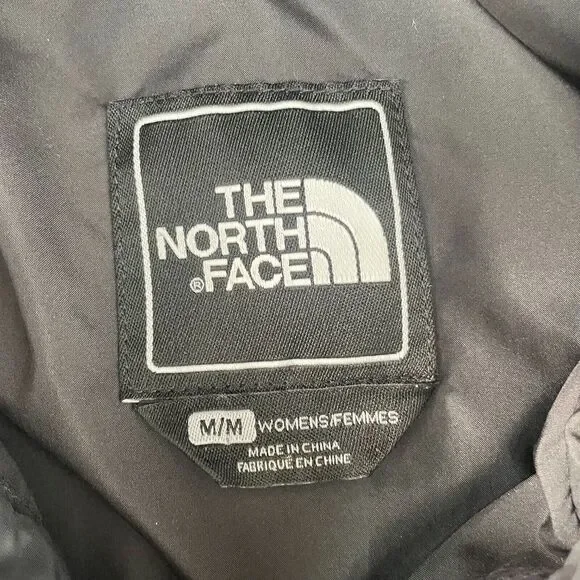 THE
NORTH
®FACE
M/M WOMENS/FEMMES
MADE IN CHINA
FABRIQUÉ EN CHINE